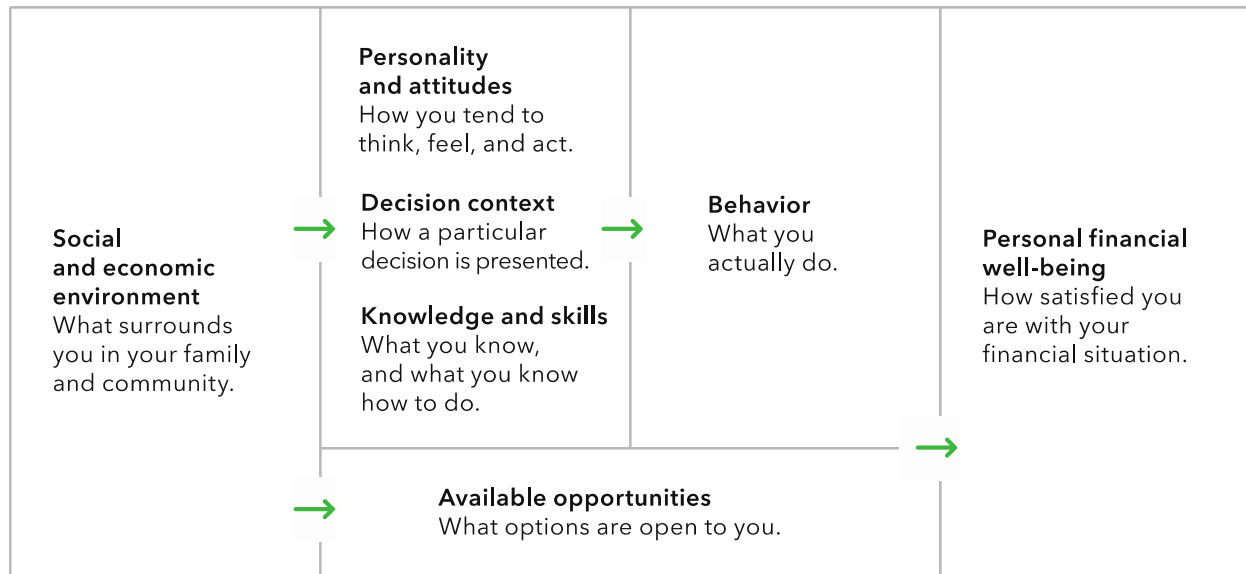 Social
and economic
environment
What surrounds
you in your family
and community.
Personality
and attitudes
How you tend to
think, feel, and act.
Decision context
How a particular
decision is presented.
Knowledge and skills
What you know,
and what you know
how to do.
Behavior
What you
actually do.
Available opportunities
What options are open to you.
Personal financial
well-being
How satisfied you
are with your
financial situation.